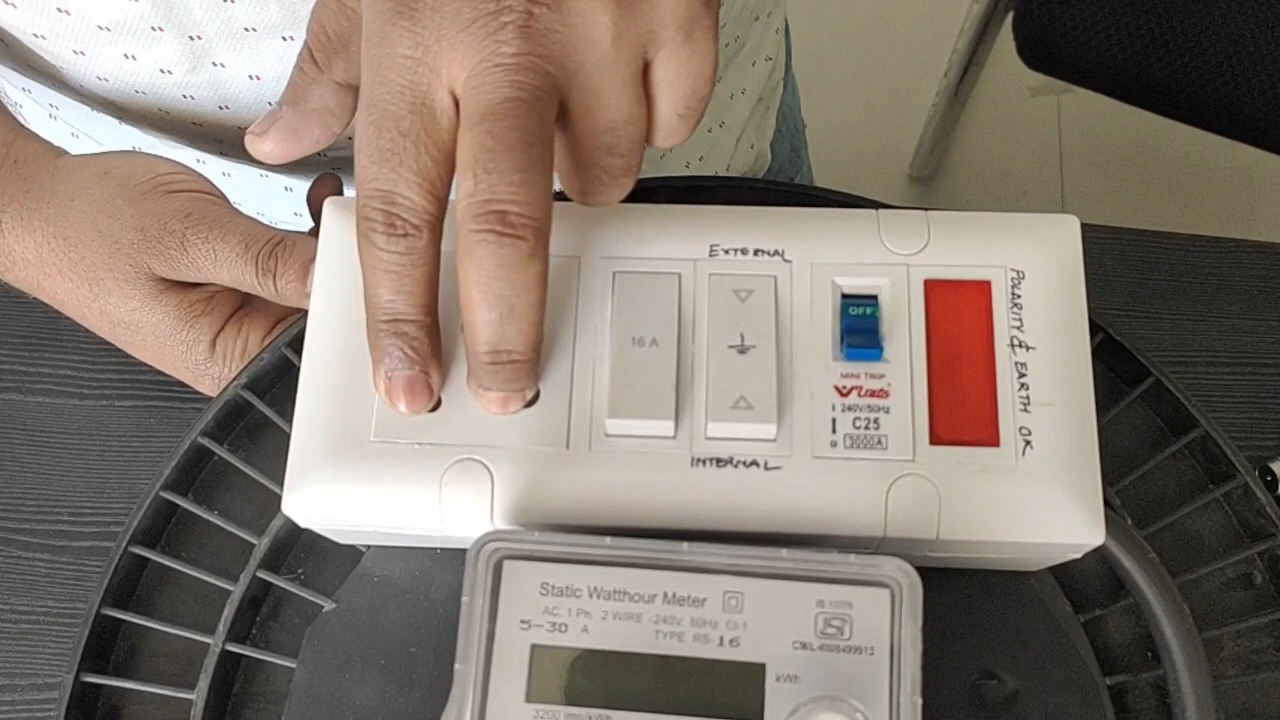 EXTERNAL
16 A
INTERNAL
OFF
MINI TRIP
240V/50Hz
C25
3000A
POLARITY & EARTH OK
Static Watthour Meter
AC. 1 Ph. 2 WIRE 240V 50Hz Cl-1
5-30 A TYPE RS-16
kWh